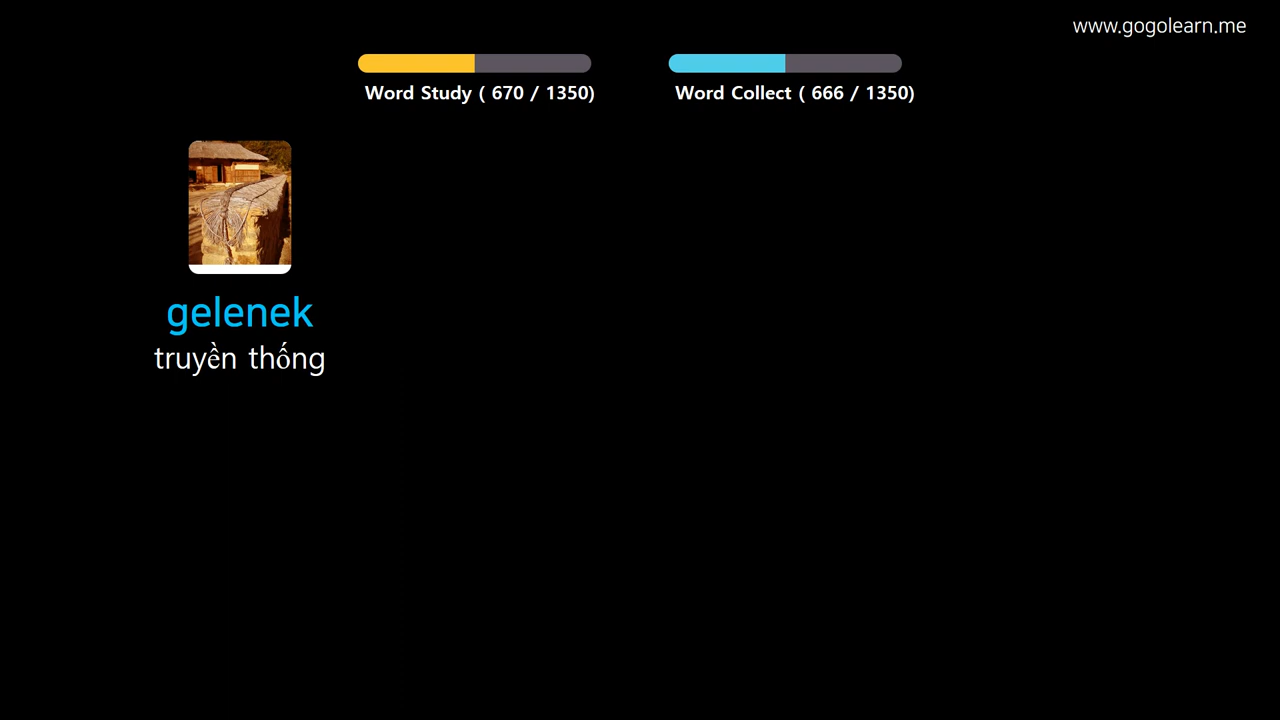 www.gogolearn.me
Word Study ( 670 / 1350)
Word Collect ( 666 / 1350)
gelenek
truyền thống